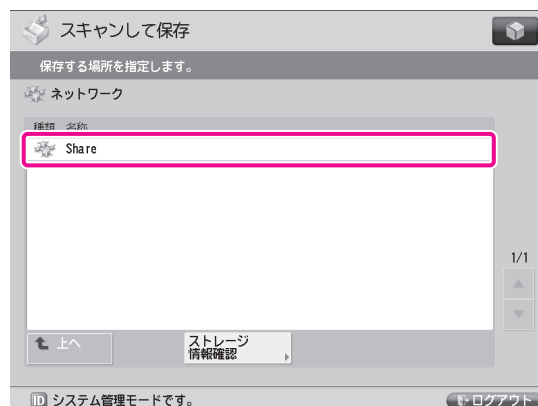 スキャンして保存
保存する場所を指定します。
ネットワーク
種類 名称
Share
1/1
上へ
ストレージ
情報確認
ID システム管理モードです。
ログアウト